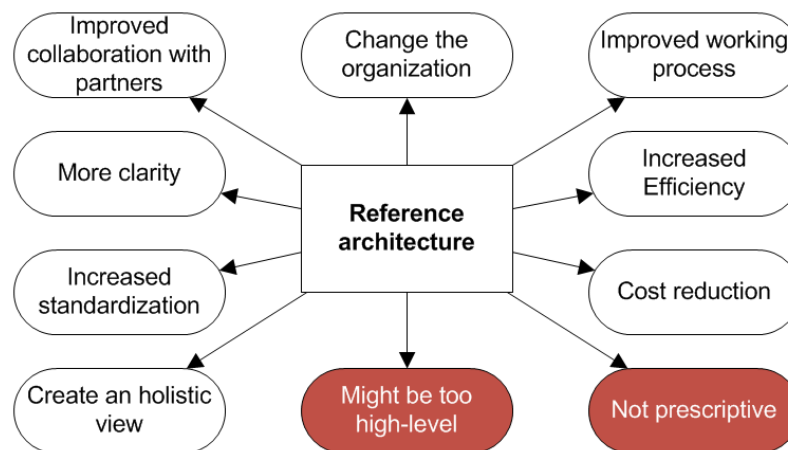 Improved
collaboration with
partners
Change the
organization
Improved working
process
More clarity
Increased
Efficiency
Reference
architecture
Increased
standardization
Cost reduction
Create an holistic
view
Might be too
high-level
Not prescriptive